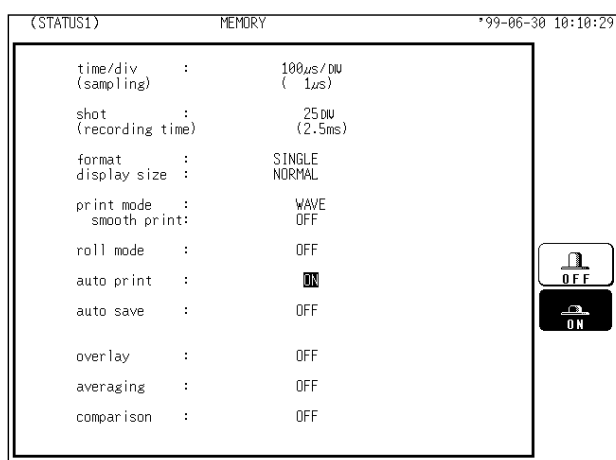 (STATUS1) MEMORY '99-06-30 10:10:29
time/div : 100µs/DIV
(sampling) ( 1µs)
shot : 25DIV
(recording time) (2.5ms)
format : SINGLE
display size : NORMAL
print mode : WAVE
smooth print: OFF
roll mode : OFF
auto print : ON
auto save : OFF
overlay : OFF
averaging : OFF
comparison : OFF
OFF
ON